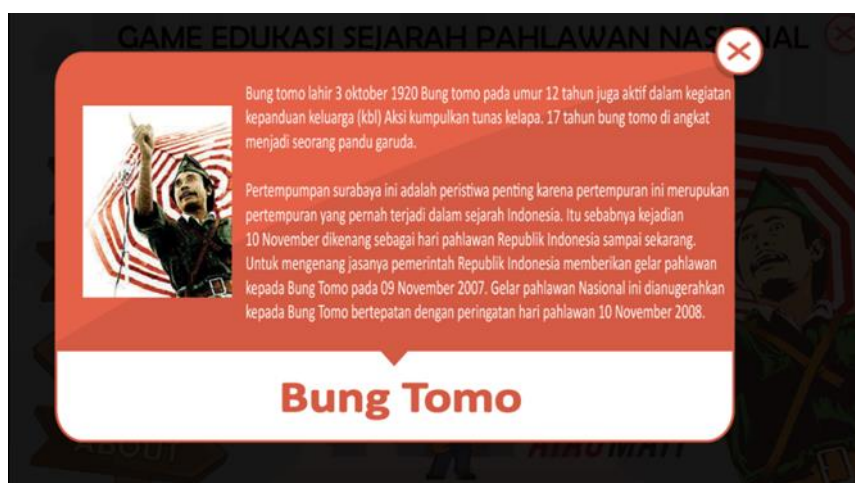 GAME EDUKASI SEJARAH PAHLAWAN NASIONAL
Bung tomo lahir 3 oktober 1920 Bung tomo pada umur 12 tahun juga aktif dalam kegiatan
kepanduan keluarga (kbl) Aksi kumpulkan tunas kelapa. 17 tahun bung tomo di angkat
menjadi seorang pandu garuda.
Pertempumpan surabaya ini adalah peristiwa penting karena pertempuran ini merupukan
pertempuran yang pernah terjadi dalam sejarah Indonesia. Itu sebabnya kejadian
10 November dikenang sebagai hari pahlawan Republik Indonesia sampai sekarang.
Untuk mengenang jasanya pemerintah Republik Indonesia memberikan gelar pahlawan
kepada Bung Tomo pada 09 November 2007. Gelar pahlawan Nasional ini dianugerahkan
kepada Bung Tomo bertepatan dengan peringatan hari pahlawan 10 November 2008.
Bung Tomo
ABOUT
ATAU MATI